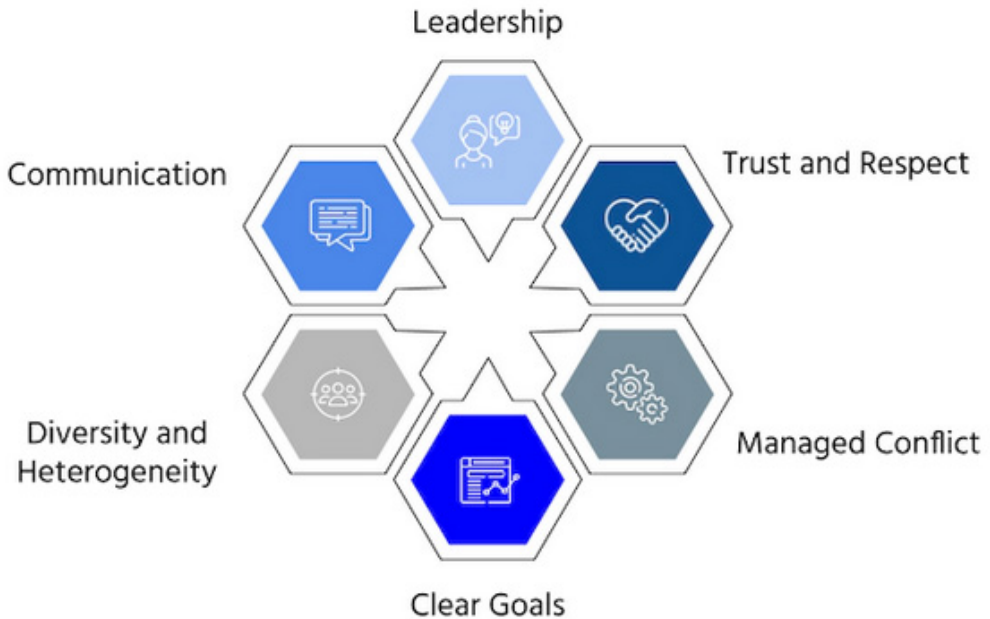 Leadership
Communication
Trust and Respect
Diversity and
Heterogeneity
Managed Conflict
Clear Goals